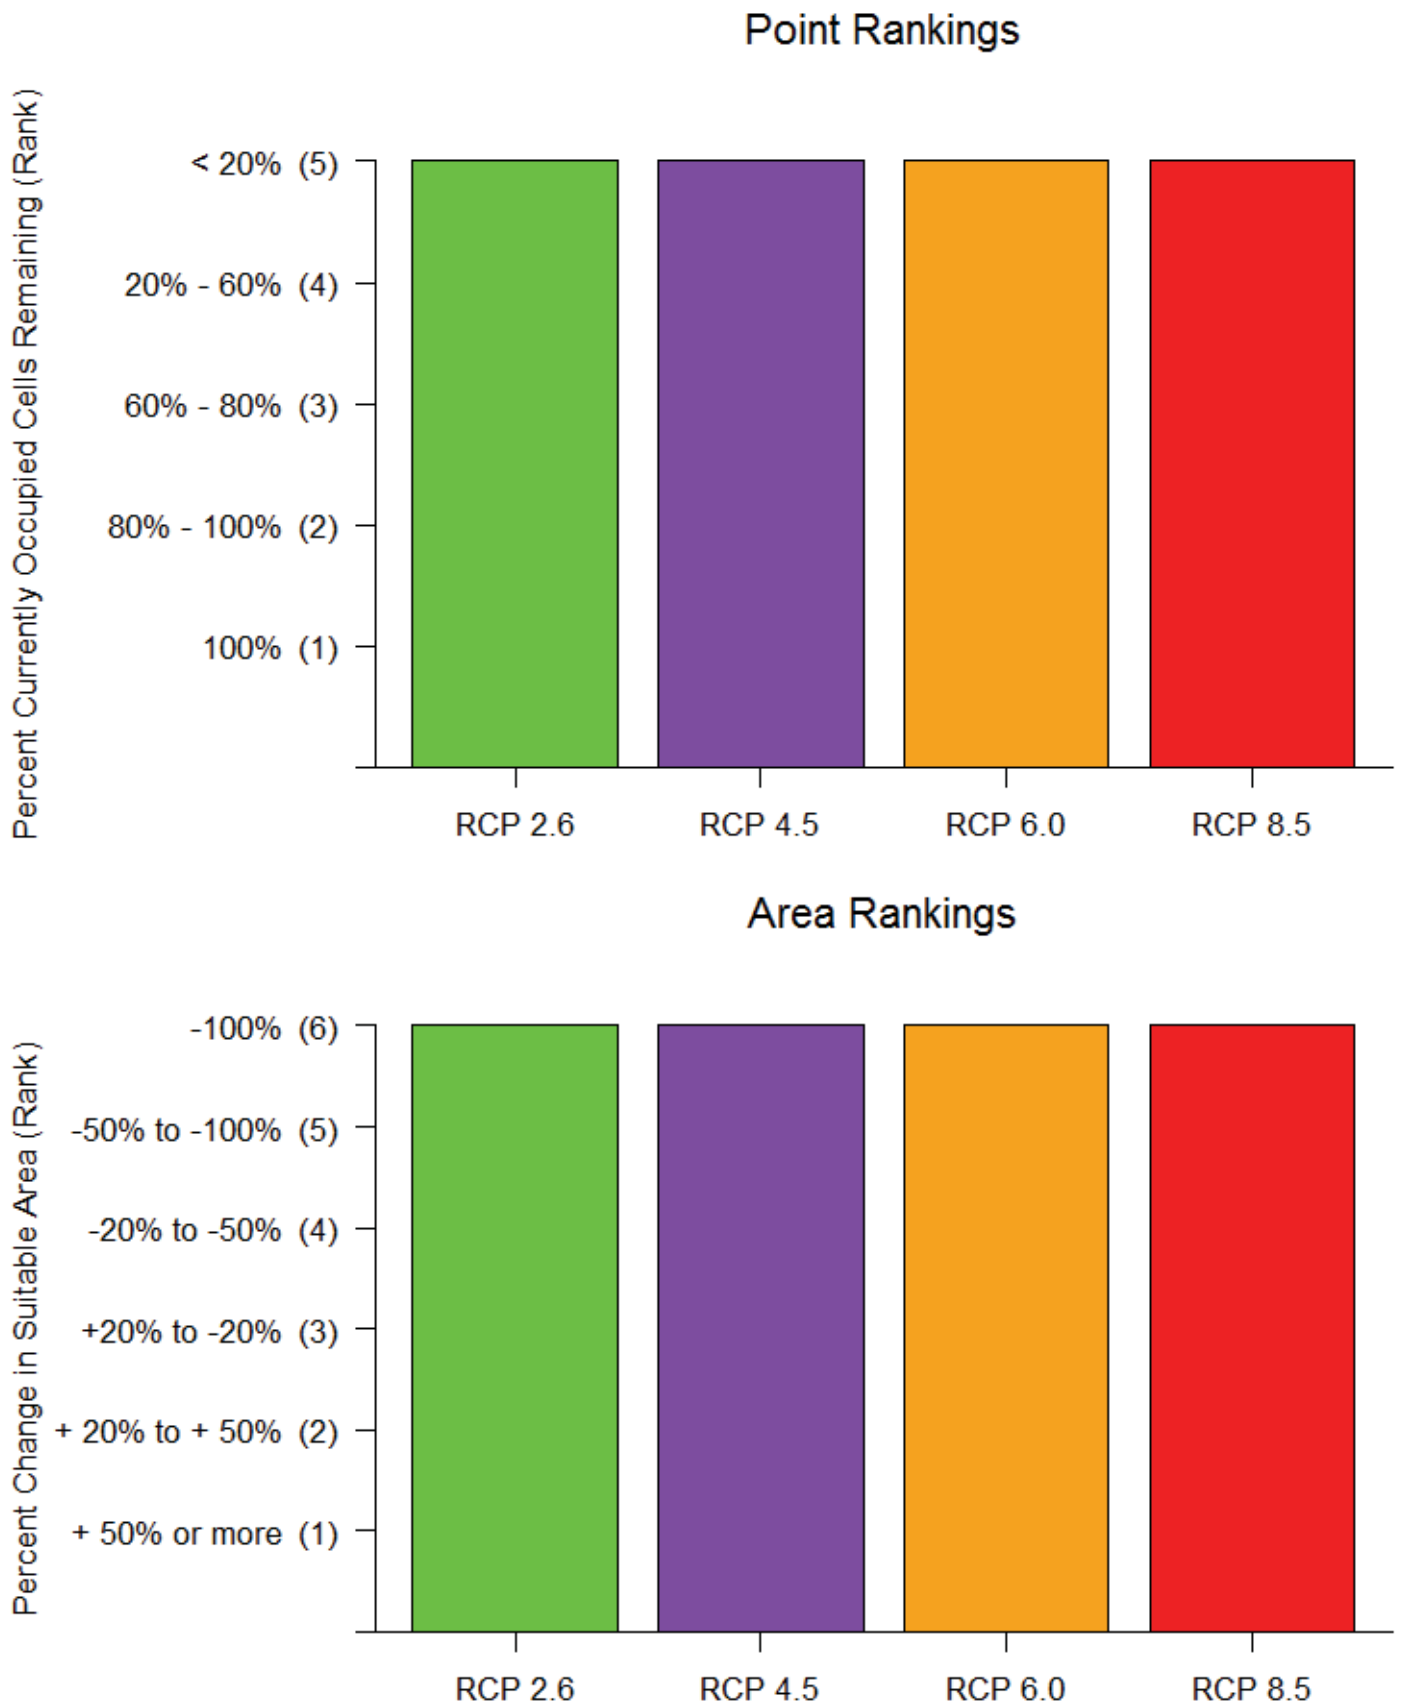 Point Rankings
Percent Currently Occupied Cells Remaining (Rank)
< 20% (5)
20% - 60% (4)
60% - 80% (3)
80% - 100% (2)
100% (1)
RCP 2.6 RCP 4.5 RCP 6.0 RCP 8.5
Area Rankings
Percent Change in Suitable Area (Rank)
-100% (6)
-50% to -100% (5)
-20% to -50% (4)
+20% to -20% (3)
+ 20% to + 50% (2)
+ 50% or more (1)
RCP 2.6 RCP 4.5 RCP 6.0 RCP 8.5